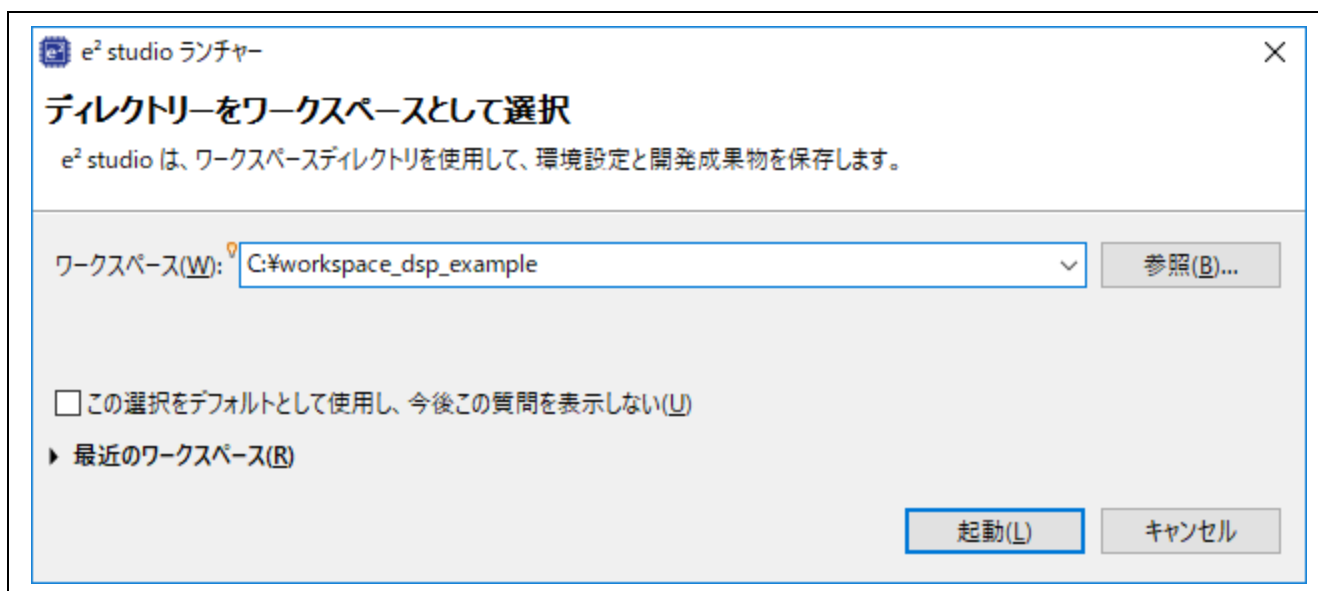 e² studio ランチャー
ディレクトリーをワークスペースとして選択
e² studio は、ワークスペースディレクトリを使用して、環境設定と開発成果物を保存します。
ワークスペース(W): C:¥workspace_dsp_example 参照(B)...
この選択をデフォルトとして使用し、今後この質問を表示しない(U)
最近のワークスペース(R)
起動(L) キャンセル